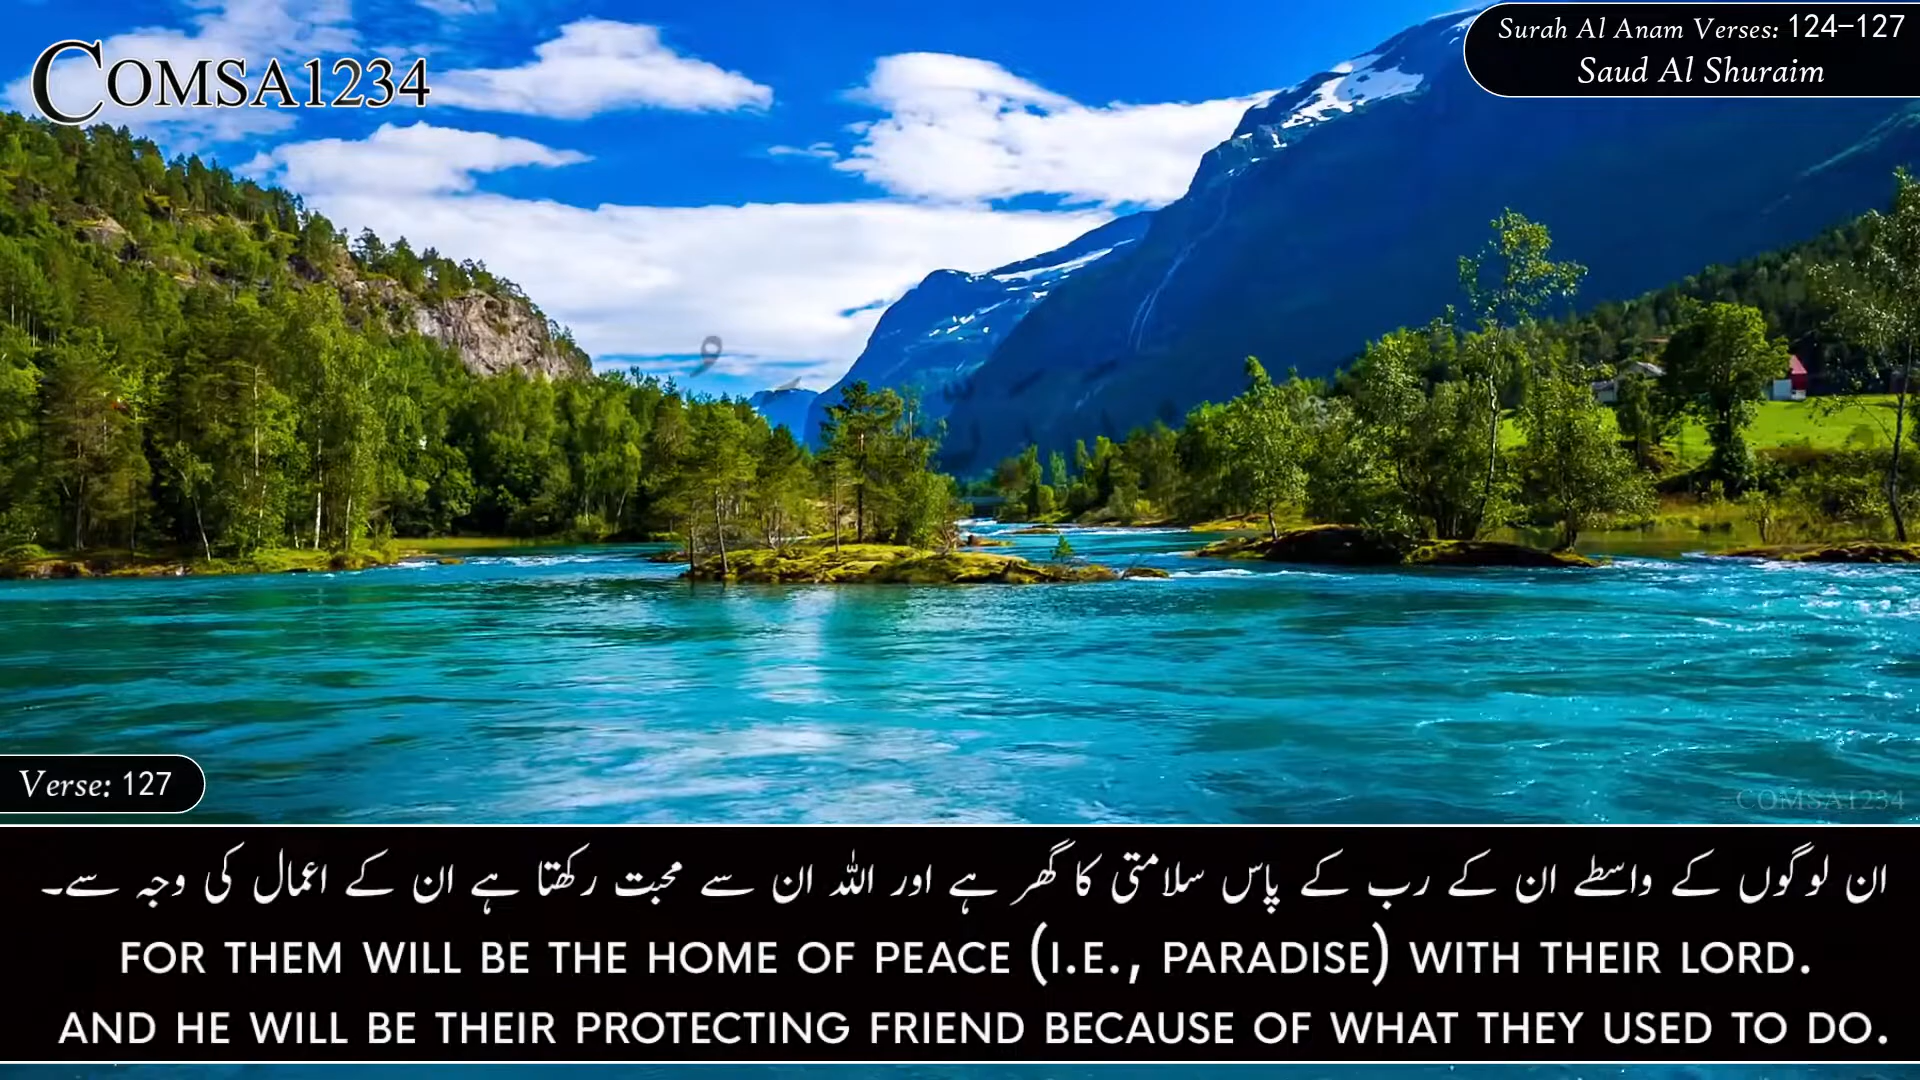 COMSA1234
Surah Al Anam Verses: 124–127
Saud Al Shuraim
Verse: 127
COMSA1234
ان لوگوں کے واسطے ان کے رب کے پاس سلامتی کا گھر ہے اور اللہ ان سے محبت رکھتا ہے ان کے اعمال کی وجہ سے۔
FOR THEM WILL BE THE HOME OF PEACE (I.E., PARADISE) WITH THEIR LORD.
AND HE WILL BE THEIR PROTECTING FRIEND BECAUSE OF WHAT THEY USED TO DO.